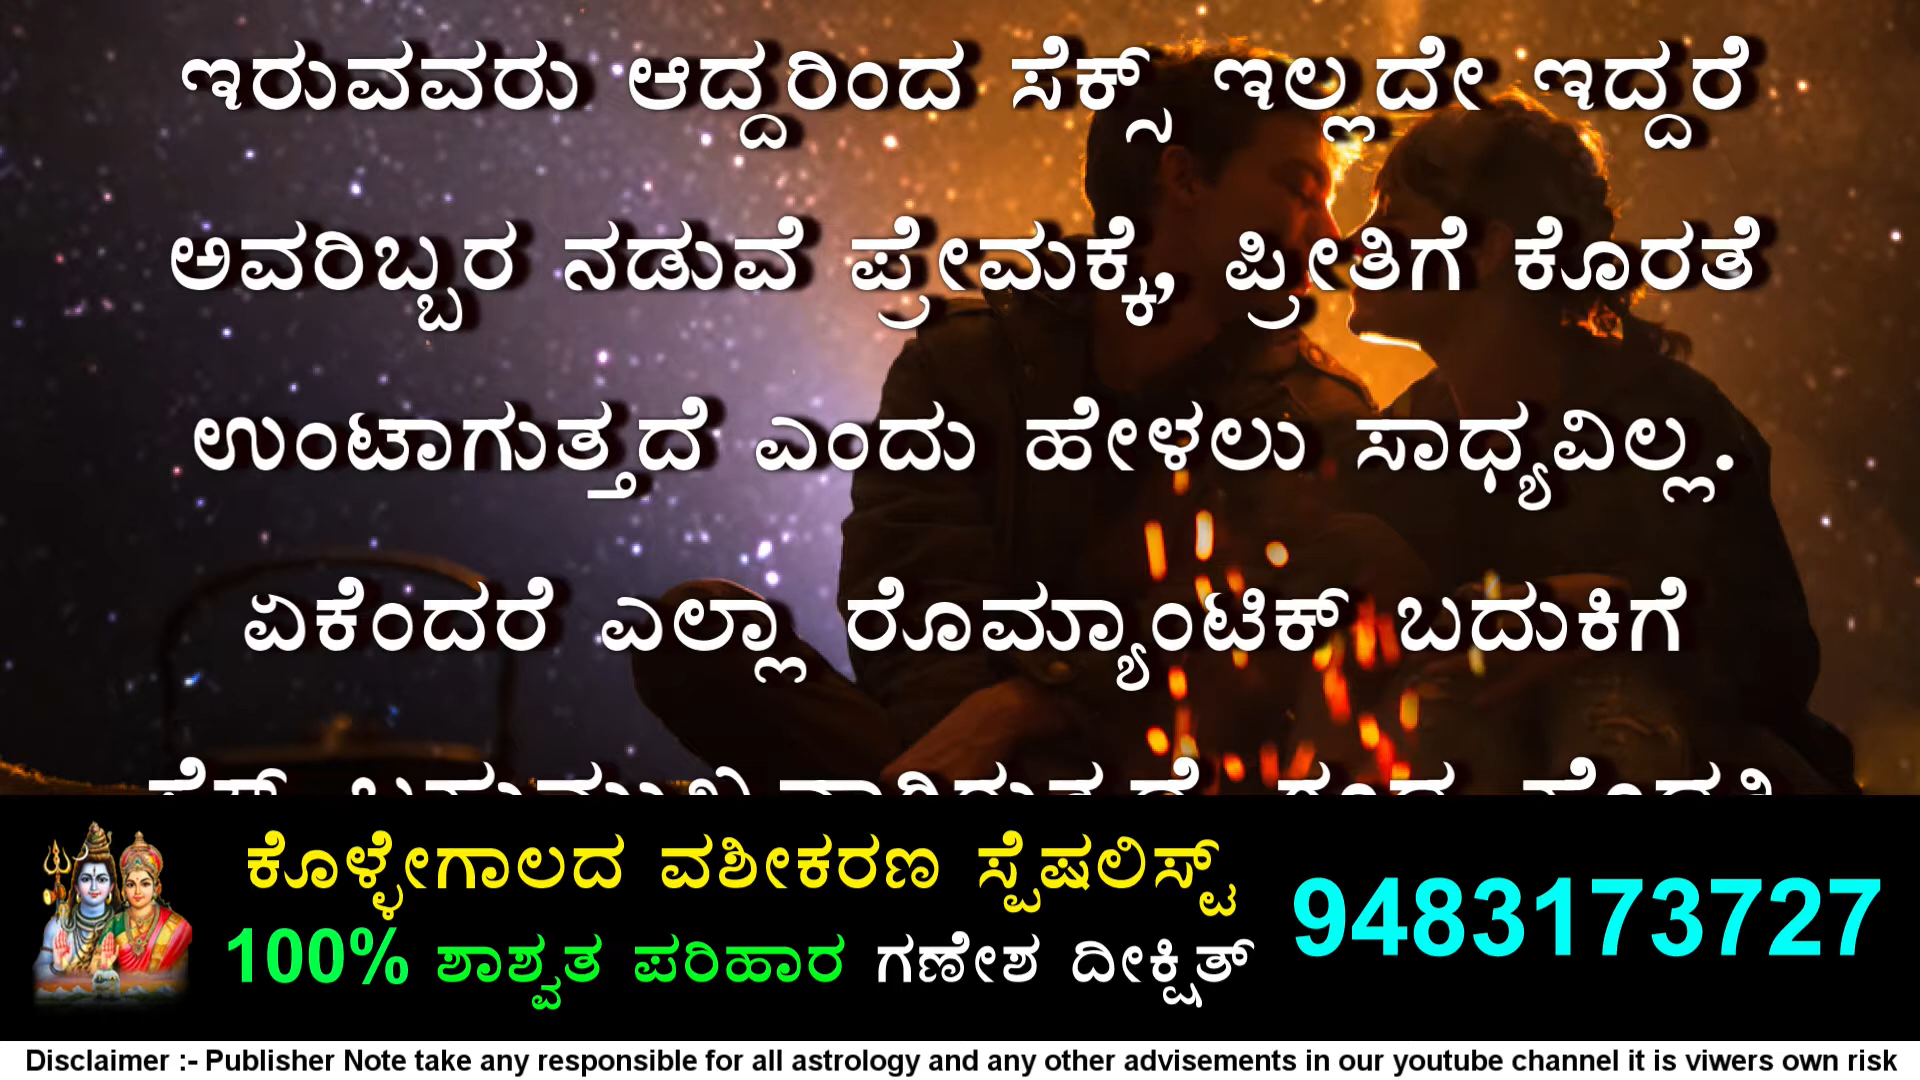 ಇರುವವರು ಆದ್ದರಿಂದ ಸೆಕ್ಸ್ ಇಲ್ಲದೇ ಇದ್ದರೆ
ಅವರಿಬ್ಬರ ನಡುವೆ ಪ್ರೇಮಕ್ಕೆ, ಪ್ರೀತಿಗೆ ಕೊರತೆ
ಉಂಟಾಗುತ್ತದೆ ಎಂದು ಹೇಳಲು ಸಾಧ್ಯವಿಲ್ಲ.
ಏಕೆಂದರೆ ಎಲ್ಲಾ ರೊಮ್ಯಾಂಟಿಕ್ ಬದುಕಿಗೆ
ಕೊಳ್ಳೇಗಾಲದ ವಶೀಕರಣ ಸ್ಪೆಷಲಿಸ್ಟ್
100% ಶಾಶ್ವತ ಪರಿಹಾರ ಗಣೇಶ ದೀಕ್ಷಿತ್
9483173727
Disclaimer :- Publisher Note take any responsible for all astrology and any other advisements in our youtube channel it is viwers own risk